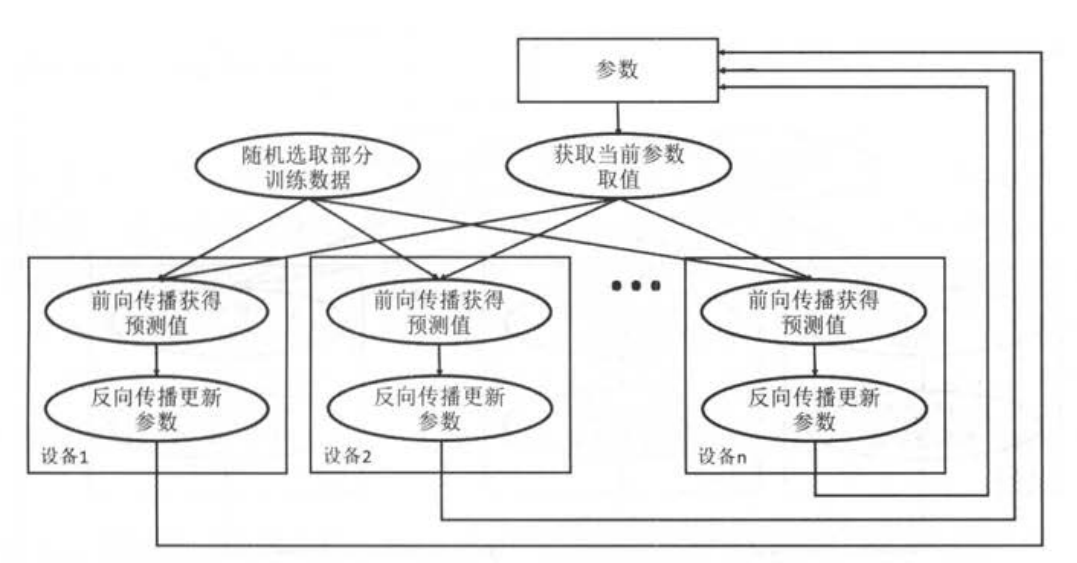 参数
随机选取部分
训练数据
获取当前参数
取值
前向传播获得
预测值
反向传播更新
参数
设备1
前向传播获得
预测值
反向传播更新
参数
设备2
前向传播获得
预测值
反向传播更新
参数
设备n